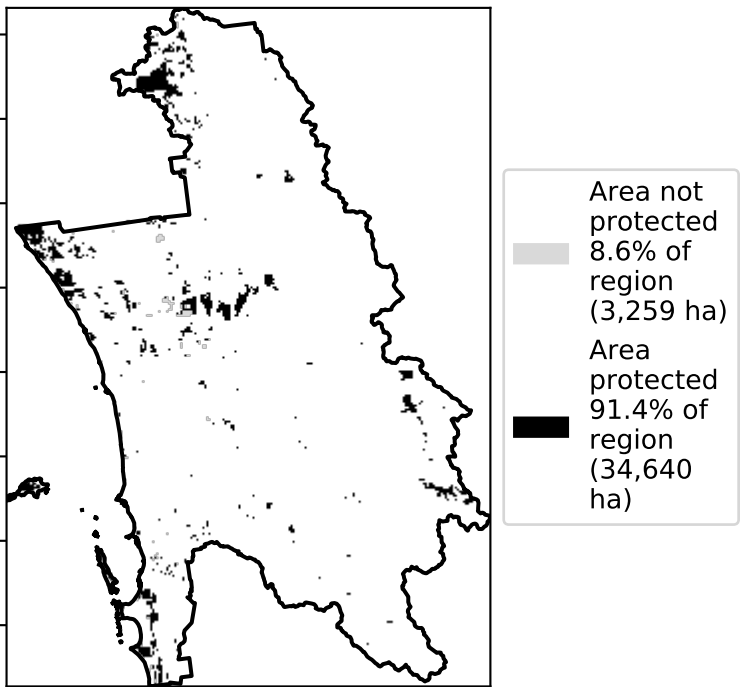 Area not
protected
8.6% of
region
(3,259 ha)
Area
protected
91.4% of
region
(34,640
ha)